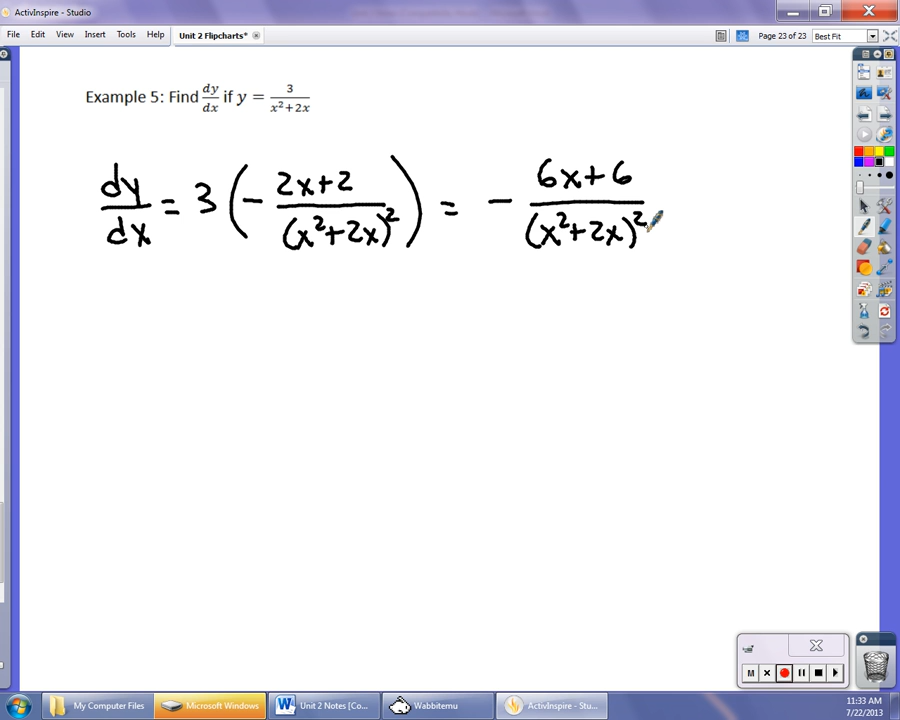 ActivInspire - Studio
File Edit View Insert Tools Help Unit 2 Flipcharts* Page 23 of 23 Best Fit
Example 5: Find dy/dx if y = 3/(x²+2x)
dy/dx = 3 (- (2x+2)/(x²+2x)²) = - (6x+6)/(x²+2x)²
M
My Computer Files Microsoft Windows Unit 2 Notes [Co... Wabbitemu ActivInspire - Stud...
11:33 AM
7/22/2013